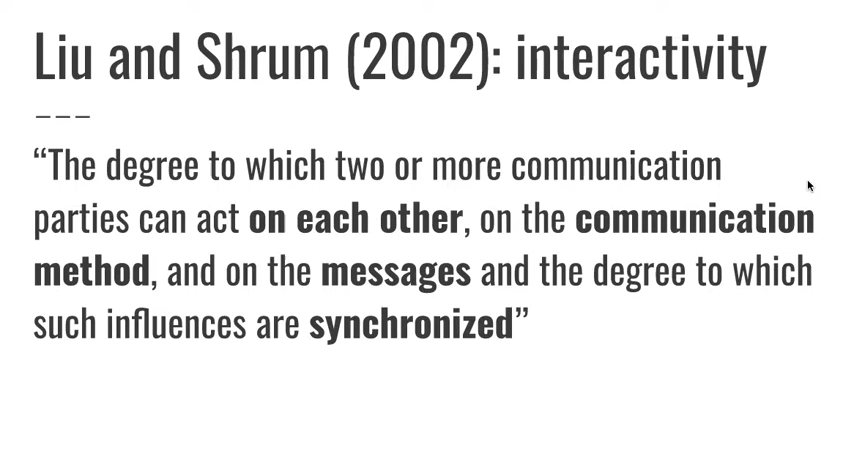 Liu and Shrum (2002): interactivity
“The degree to which two or more communication
parties can act on each other, on the communication
method, and on the messages and the degree to which
such influences are synchronized”